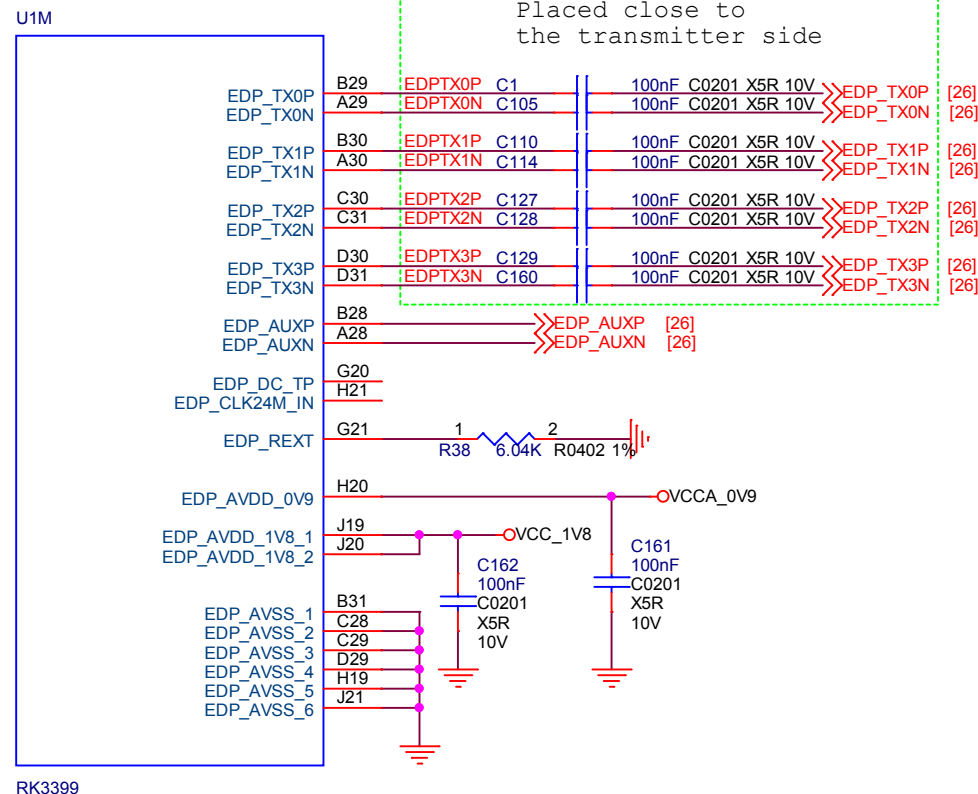 Placed close to
the transmitter side
U1M
EDP_TX0P B29 EDPTX0P C1 100nF C0201 X5R 10V EDP_TX0P [26]
EDP_TX0N A29 EDPTX0N C105 100nF C0201 X5R 10V EDP_TX0N [26]
EDP_TX1P B30 EDPTX1P C110 100nF C0201 X5R 10V EDP_TX1P [26]
EDP_TX1N A30 EDPTX1N C114 100nF C0201 X5R 10V EDP_TX1N [26]
EDP_TX2P C30 EDPTX2P C127 100nF C0201 X5R 10V EDP_TX2P [26]
EDP_TX2N C31 EDPTX2N C128 100nF C0201 X5R 10V EDP_TX2N [26]
EDP_TX3P D30 EDPTX3P C129 100nF C0201 X5R 10V EDP_TX3P [26]
EDP_TX3N D31 EDPTX3N C160 100nF C0201 X5R 10V EDP_TX3N [26]
EDP_AUXP B28 EDP_AUXP [26]
EDP_AUXN A28 EDP_AUXN [26]
EDP_DC_TP G20
EDP_CLK24M_IN H21
EDP_REXT G21 1 2
R38 6.04K R0402 1%
EDP_AVDD_0V9 H20 VCCA_0V9
EDP_AVDD_1V8_1 J19 VCC_1V8
EDP_AVDD_1V8_2 J20
C161
100nF
C0201
X5R
10V
C162
100nF
C0201
X5R
10V
EDP_AVSS_1 B31
EDP_AVSS_2 C28
EDP_AVSS_3 C29
EDP_AVSS_4 D29
EDP_AVSS_5 H19
EDP_AVSS_6 J21
RK3399